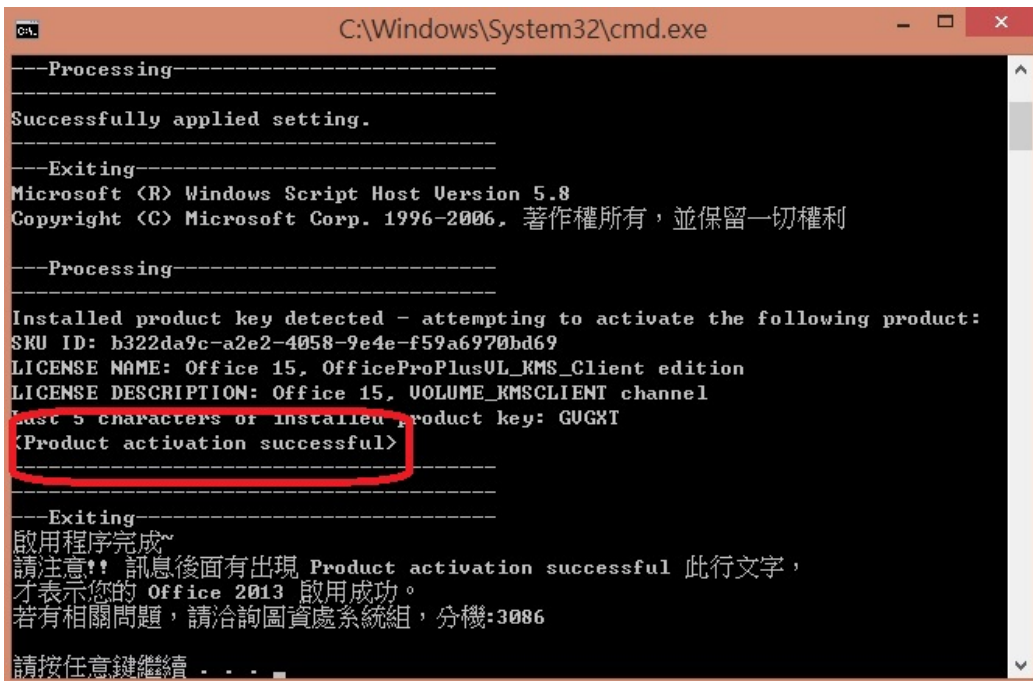 C:\Windows\System32\cmd.exe
---Processing--------------------------
---------------------------------------
Successfully applied setting.
---------------------------------------
---Exiting-----------------------------
Microsoft (R) Windows Script Host Version 5.8
Copyright (C) Microsoft Corp. 1996-2006, 著作權所有，並保留一切權利
---Processing--------------------------
---------------------------------------
Installed product key detected - attempting to activate the following product:
SKU ID: b322da9c-a2e2-4058-9e4e-f59a6970bd69
LICENSE NAME: Office 15, OfficeProPlusVL_KMS_Client edition
LICENSE DESCRIPTION: Office 15, VOLUME_KMSCLIENT channel
Last 5 characters of installed product key: GVGXT
<Product activation successful>
---------------------------------------
---------------------------------------
---Exiting-----------------------------
啟用程序完成~
請注意!! 訊息後面有出現 Product activation successful 此行文字，
才表示您的 Office 2013 啟用成功。
若有相關問題，請洽詢圖資處系統組，分機:3086
請按任意鍵繼續 . . .